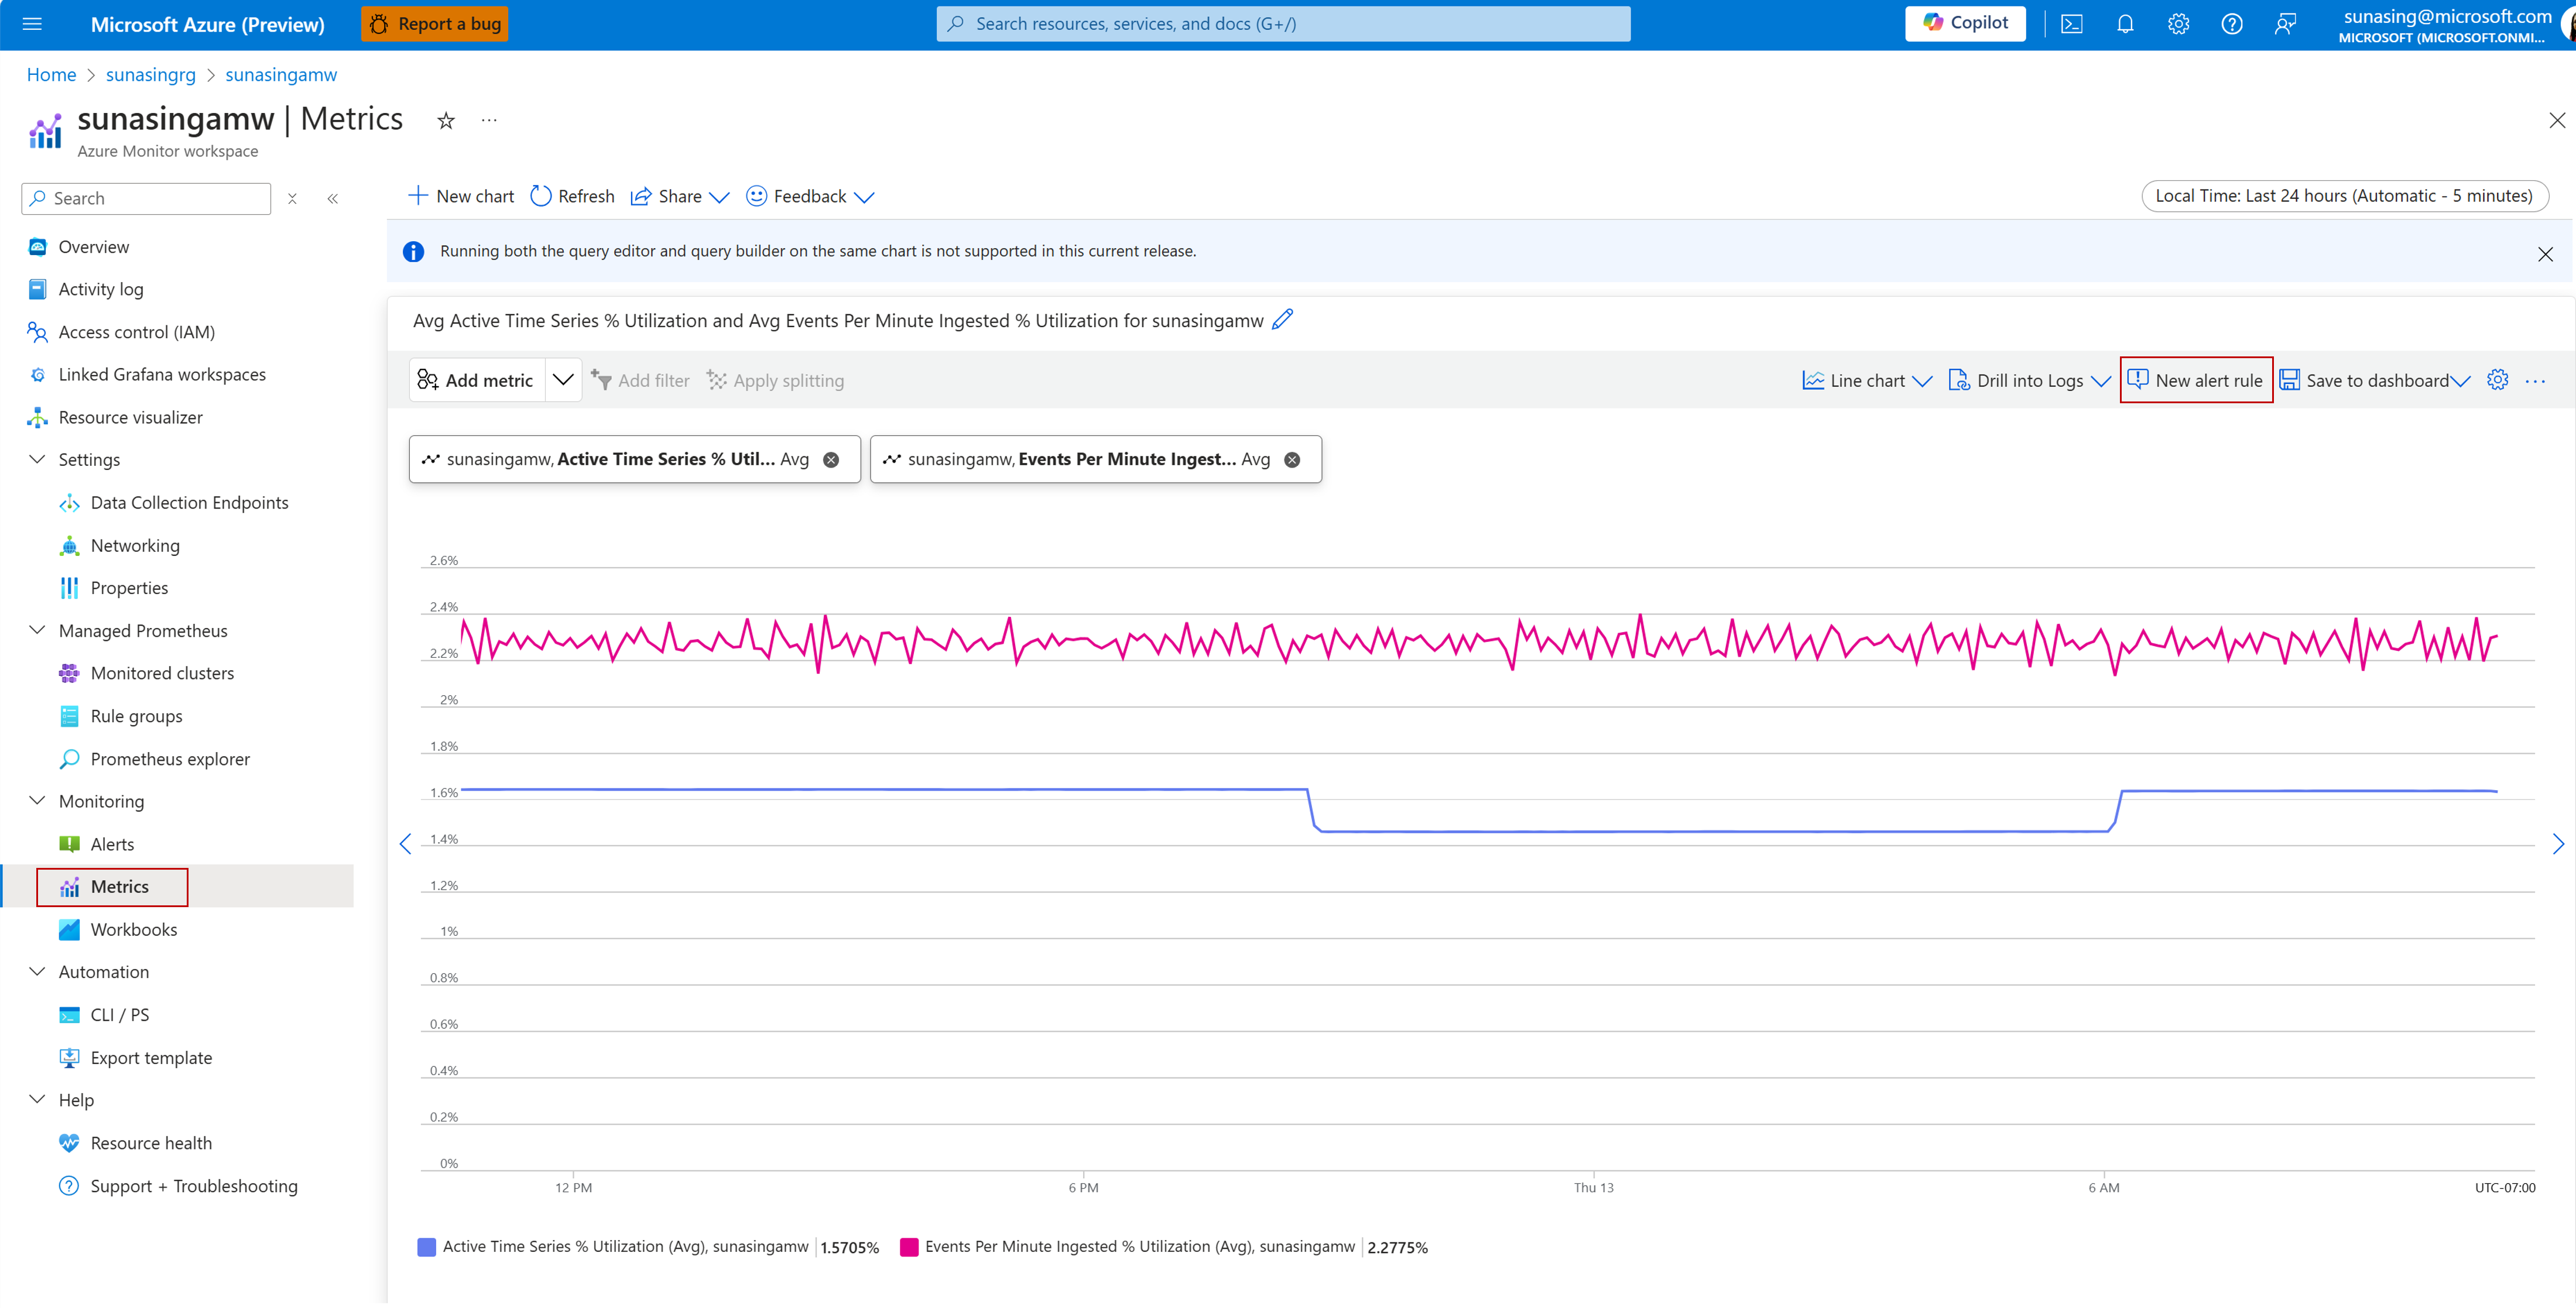 Microsoft Azure (Preview)
Report a bug
Search resources, services, and docs (G+/)
Copilot
sunasing@microsoft.com
MICROSOFT (MICROSOFT.ONMI...
Home > sunasingrg > sunasingamw
sunasingamw | Metrics
...
Azure Monitor workspace
Search
Overview
Activity log
Access control (IAM)
Linked Grafana workspaces
Resource visualizer
Settings
Data Collection Endpoints
Networking
Properties
Managed Prometheus
Monitored clusters
Rule groups
Prometheus explorer
Monitoring
Alerts
Metrics
Workbooks
Automation
CLI / PS
Export template
Help
Resource health
Support + Troubleshooting
New chart
Refresh
Share
Feedback
Local Time: Last 24 hours (Automatic - 5 minutes)
Running both the query editor and query builder on the same chart is not supported in this current release.
Avg Active Time Series % Utilization and Avg Events Per Minute Ingested % Utilization for sunasingamw
Add metric
Add filter
Apply splitting
Line chart
Drill into Logs
New alert rule
Save to dashboard
...
sunasingamw, Active Time Series % Util... Avg
sunasingamw, Events Per Minute Ingest... Avg
2.6%
2.4%
2.2%
2%
1.8%
1.6%
1.4%
1.2%
1%
0.8%
0.6%
0.4%
0.2%
0%
12 PM
6 PM
Thu 13
6 AM
UTC-07:00
Active Time Series % Utilization (Avg), sunasingamw | 1.5705%
Events Per Minute Ingested % Utilization (Avg), sunasingamw | 2.2775%